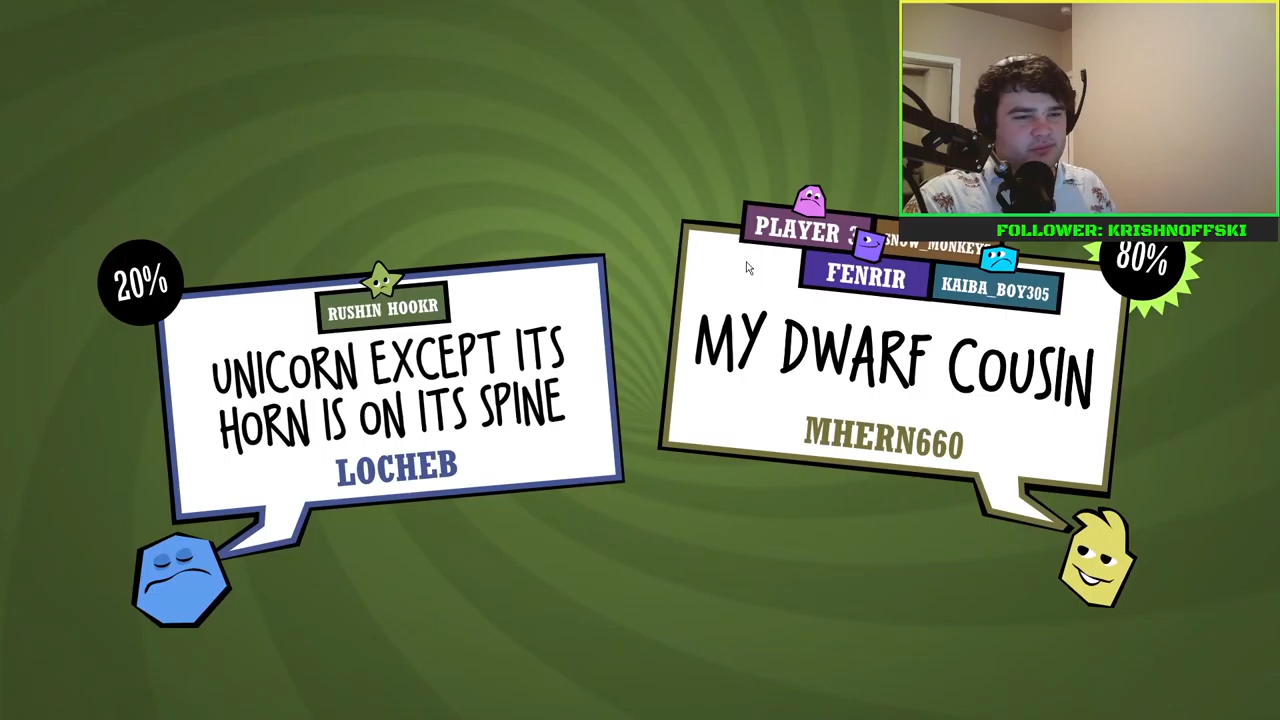 FOLLOWER: KRISHNOFFSKI
PLAYER 3
SNOW_MONKEYS
FENRIR
KAIBA_BOY305
20%
80%
RUSHIN HOOKR
UNICORN EXCEPT ITS
HORN IS ON ITS SPINE
LOCHEB
MY DWARF COUSIN
MHERN660